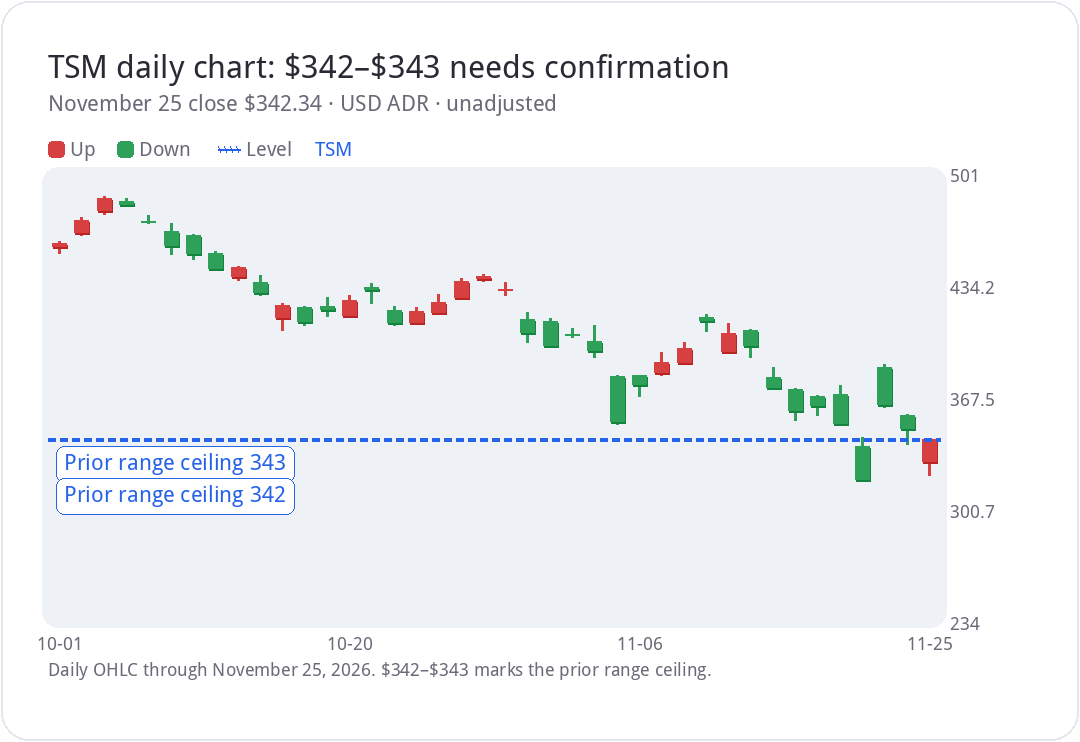 TSM daily chart: $342–$343 needs confirmation
November 25 close $342.34 · USD ADR · unadjusted
Up Down Level TSM
501
434.2
367.5
300.7
234
Prior range ceiling 343
Prior range ceiling 342
10-01 10-20 11-06 11-25
Daily OHLC through November 25, 2026. $342–$343 marks the prior range ceiling.